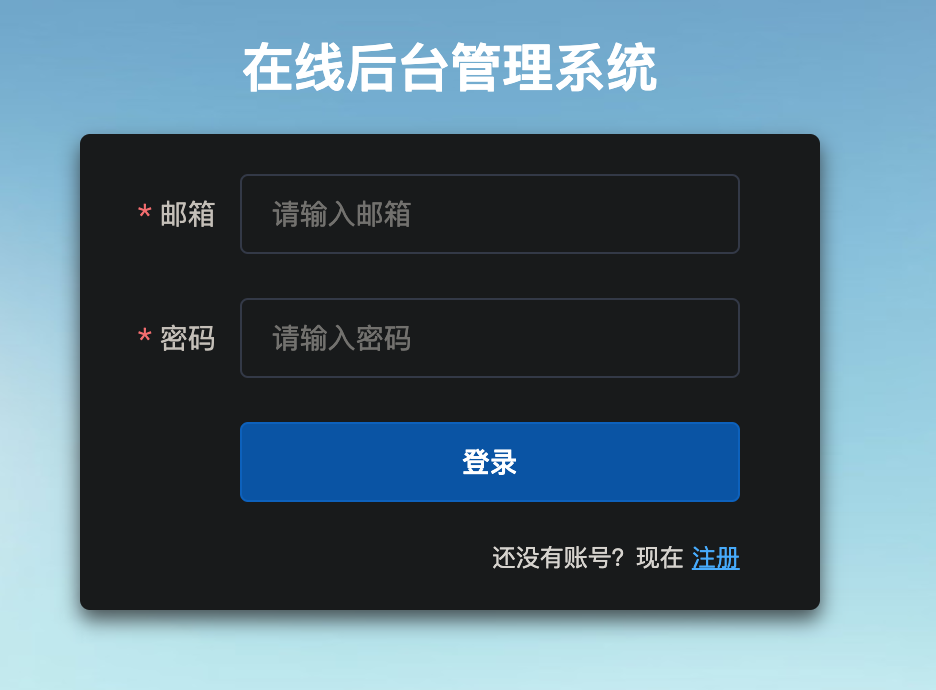 在线后台管理系统
* 邮箱 请输入邮箱
* 密码 请输入密码
登录
还没有账号？现在 注册